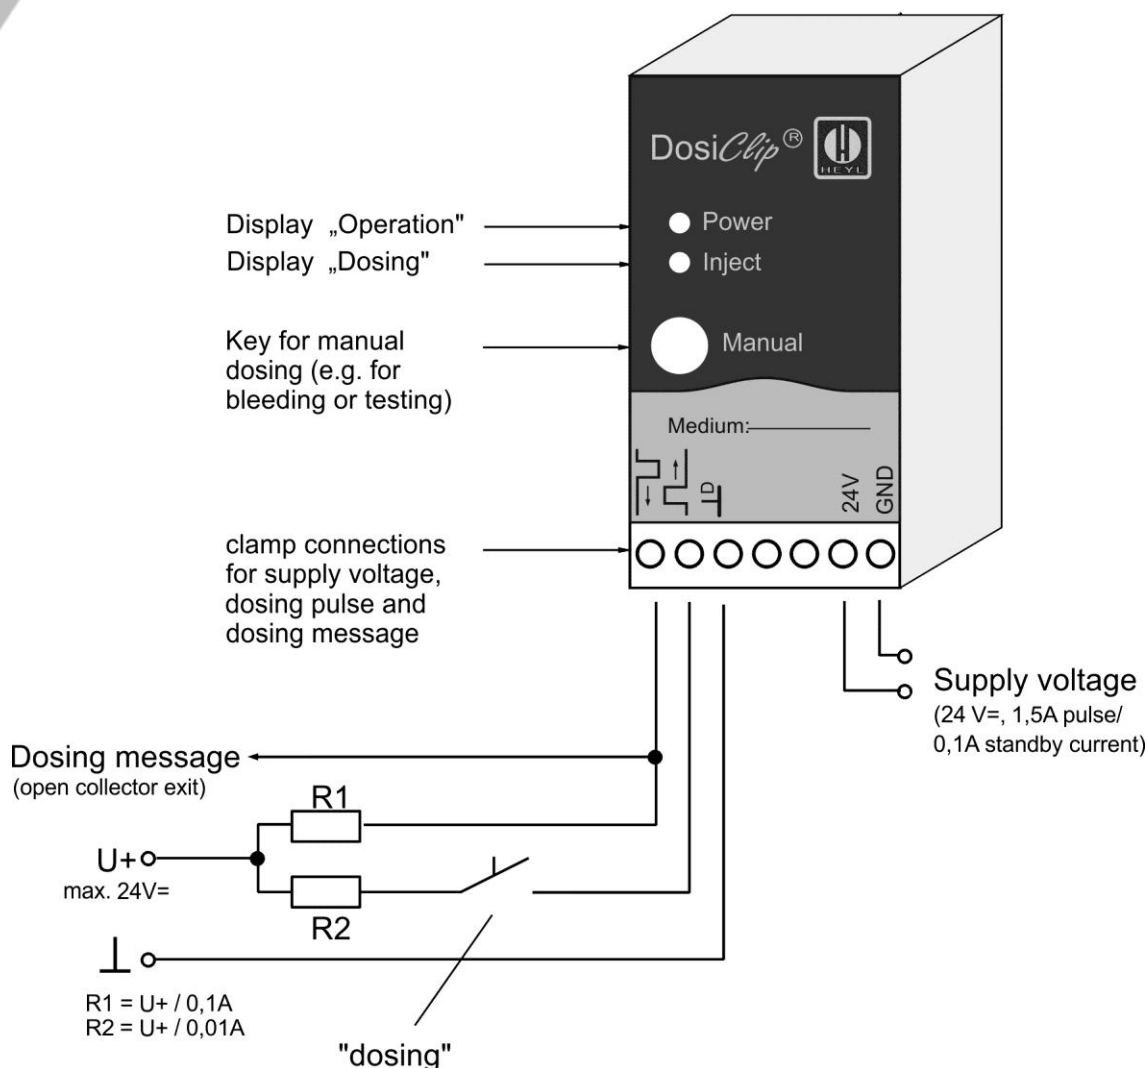 DosiClip®
HEYL
Display „Operation"
Power
Display „Dosing"
Inject
Key for manual
dosing (e.g. for
bleeding or testing)
Manual
Medium:
D
24V
GND
clamp connections
for supply voltage,
dosing pulse and
dosing message
Supply voltage
(24 V=, 1,5A pulse/
0,1A standby current)
Dosing message
(open collector exit)
R1
U+
max. 24V=
R2
R1 = U+ / 0,1A
R2 = U+ / 0,01A
"dosing"